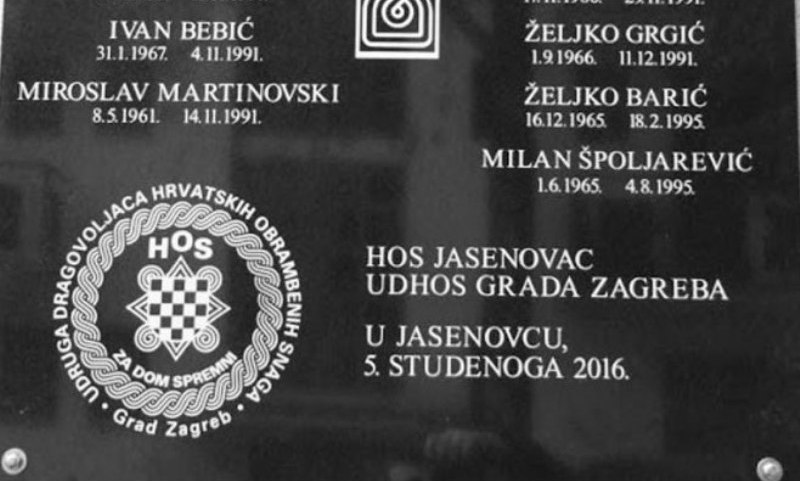 IVAN BEBIĆ
31.1.1967. 4.11.1991.
MIROSLAV MARTINOVSKI
8.5.1961. 14.11.1991.
ŽELJKO GRGIĆ
1.9.1966. 11.12.1991.
ŽELJKO BARIĆ
16.12.1965. 18.2.1995.
MILAN ŠPOLJAREVIĆ
1.6.1965. 4.8.1995.
UDRUGA DRAGOVOLJACA HRVATSKIH OBRAMBENIH SNAGA
HOS
ZA DOM SPREMNI
• Grad Zagreb •
HOS JASENOVAC
UDHOS GRADA ZAGREBA
U JASENOVCU,
5. STUDENOGA 2016.